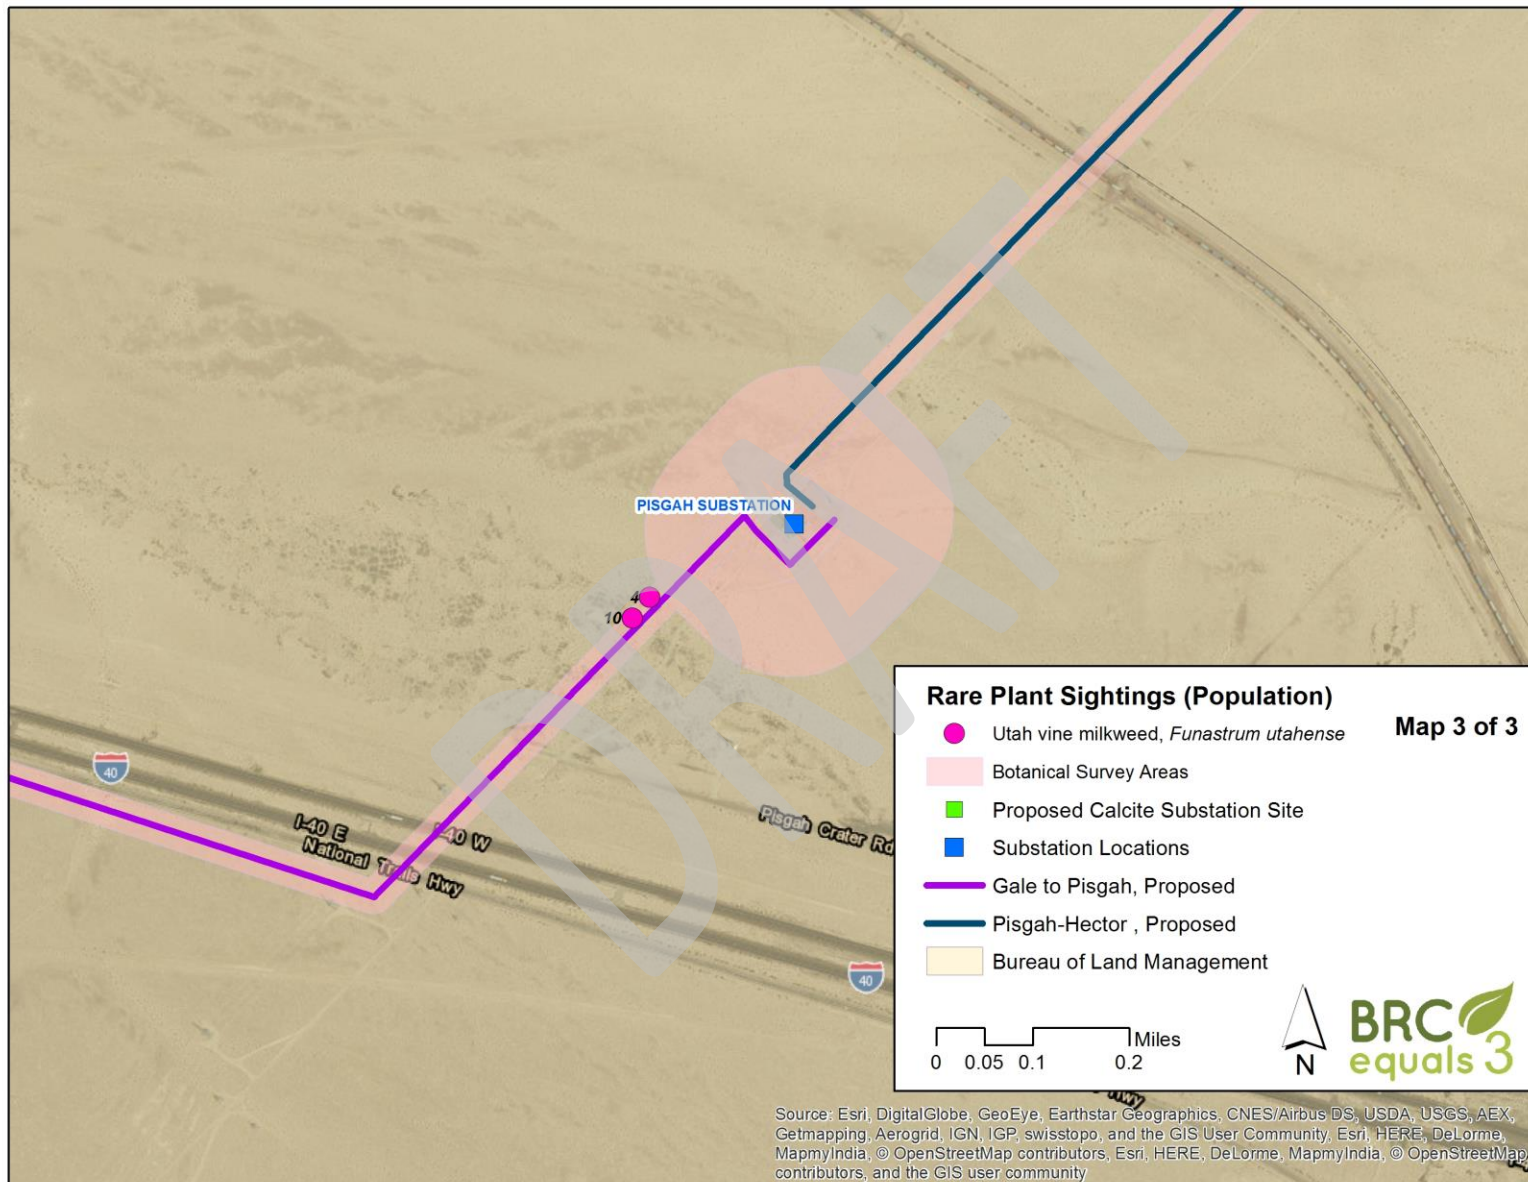 PISGAH SUBSTATION
4
10
40
I-40 E
I-40 W
National Trails Hwy
Pisgah Crater Rd
40
Hwy
DRAFT
Rare Plant Sightings (Population)
Map 3 of 3
Utah vine milkweed, Funastrum utahense
Botanical Survey Areas
Proposed Calcite Substation Site
Substation Locations
Gale to Pisgah, Proposed
Pisgah-Hector , Proposed
Bureau of Land Management
Miles
0 0.05 0.1 0.2
N
BRC
equals 3
Source: Esri, DigitalGlobe, GeoEye, Earthstar Geographics, CNES/Airbus DS, USDA, USGS, AEX,
Getmapping, Aerogrid, IGN, IGP, swisstopo, and the GIS User Community, Esri, HERE, DeLorme,
MapmyIndia, © OpenStreetMap contributors, Esri, HERE, DeLorme, MapmyIndia, © OpenStreetMap
contributors, and the GIS user community